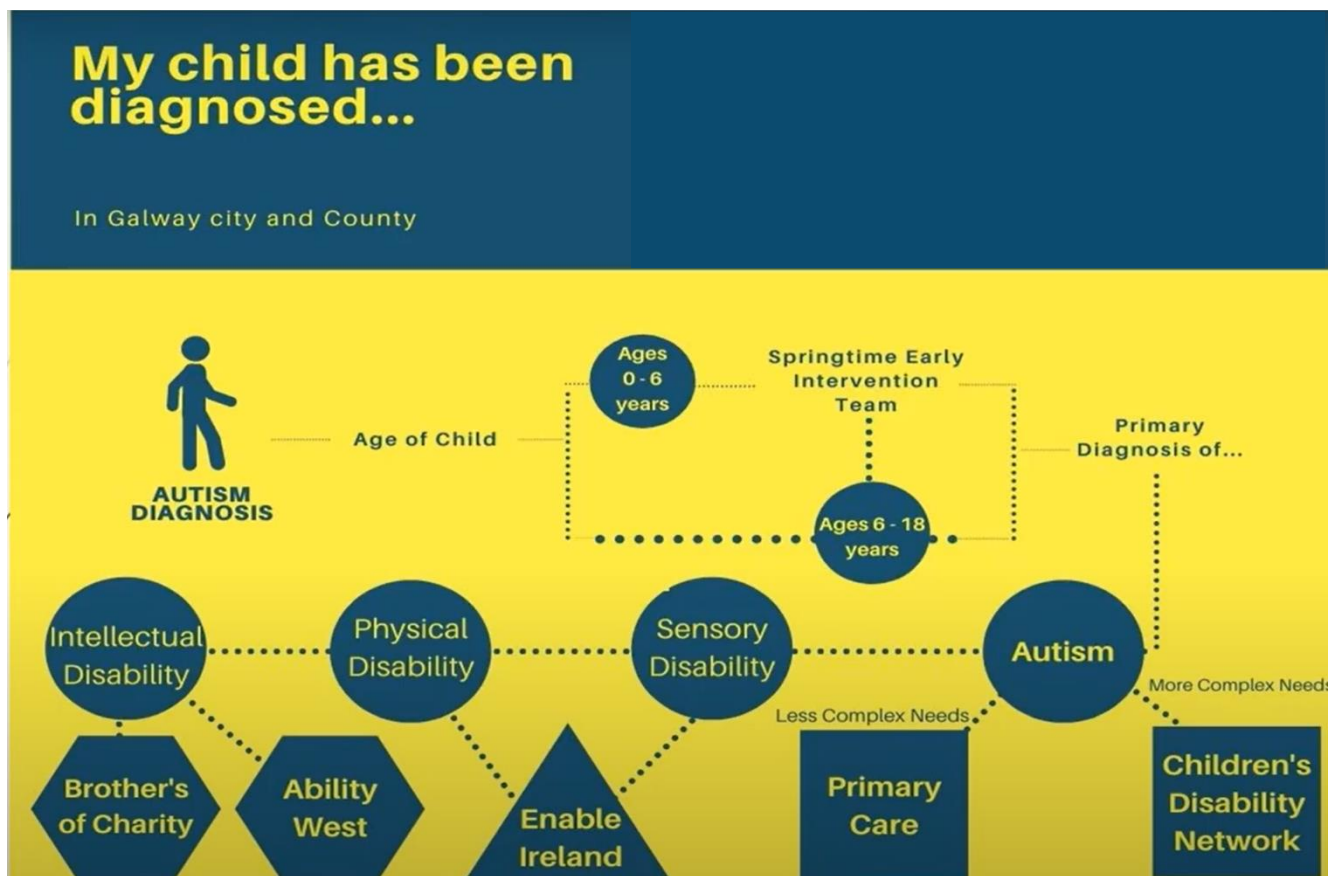 My child has been
diagnosed...
In Galway city and County
Ages
0 - 6
years
Springtime Early
Intervention
Team
Primary
Diagnosis of...
Age of Child
AUTISM
DIAGNOSIS
Ages 6 - 18
years
Intellectual
Disability
Physical
Disability
Sensory
Disability
Autism
More Complex Needs
Less Complex Needs
Brother's
of Charity
Ability
West
Enable
Ireland
Primary
Care
Children's
Disability
Network